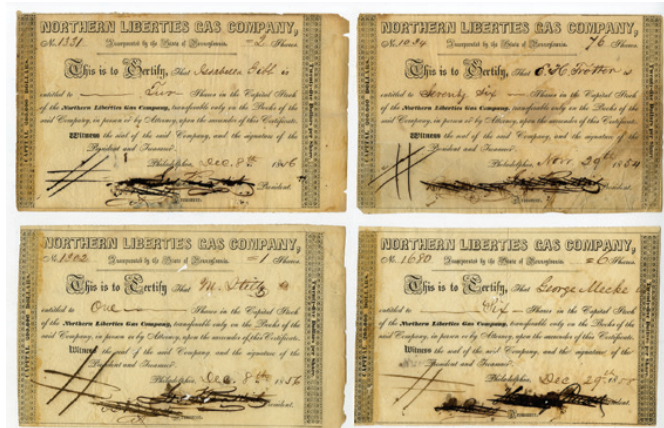 NORTHERN LIBERTIES GAS COMPANY,
No. 1331 Incorporated by the State of Pennsylvania. 2 Shares.
This is to Certify, That Isabella Gibb is
entitled to Two Shares in the Capital Stock
of the Northern Liberties Gas Company, transferable only on the Books of the
said Company, in person or by Attorney, upon the surrender of this Certificate.
Witness the seal of the said Company, and the signature of the
President and Treasurer.
Philadelphia, Dec. 8th 1856
President.
Treasurer.
NORTHERN LIBERTIES GAS COMPANY,
No. 1094 Incorporated by the State of Pennsylvania. 76 Shares.
This is to Certify, That Trotter is
entitled to Seventy Six Shares in the Capital Stock
of the Northern Liberties Gas Company, transferable only on the Books of the
said Company, in person or by Attorney, upon the surrender of this Certificate.
Witness the seal of the said Company, and the signature of the
President and Treasurer.
Philadelphia, Novr. 29th 1854
President.
Treasurer.
NORTHERN LIBERTIES GAS COMPANY,
No. 1302 Incorporated by the State of Pennsylvania. 1 Shares.
This is to Certify, That M.
entitled to One Shares in the Capital Stock
of the Northern Liberties Gas Company, transferable only on the Books of the
said Company, in person or by Attorney, upon the surrender of this Certificate.
Witness the seal of the said Company, and the signature of the
President and Treasurer.
Philadelphia, Dec. 8th 1856
President.
NORTHERN LIBERTIES GAS COMPANY,
No. 1680 Incorporated by the State of Pennsylvania. 6 Shares.
This is to Certify, That George Mecke is
entitled to Six Shares in the Capital Stock
of the Northern Liberties Gas Company, transferable only on the Books of the
said Company, in person or by Attorney, upon the surrender of this Certificate.
Witness the seal of the said Company, and the signature of the
President and Treasurer.
Philadelphia, Dec. 29th
President.
Treasurer.